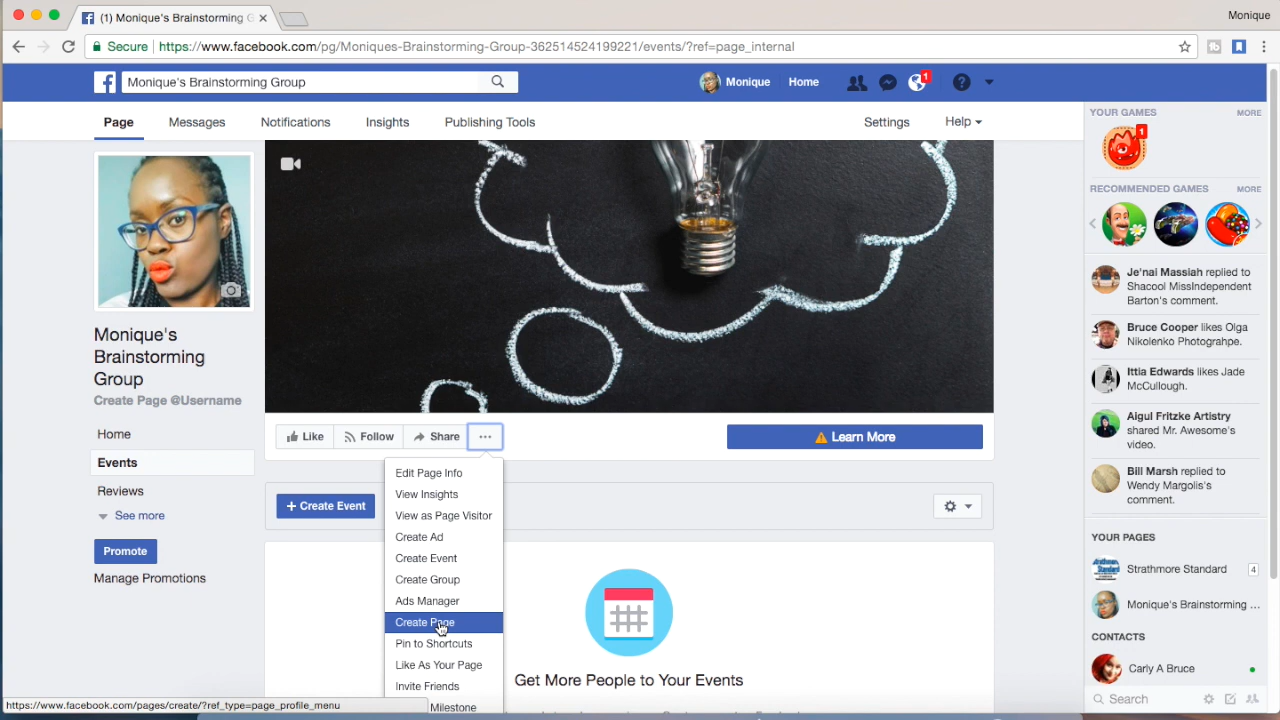 (1) Monique's Brainstorming G
Monique
Secure
https://www.facebook.com/pg/Moniques-Brainstorming-Group-362514524199221/events/?ref=page_internal
Monique's Brainstorming Group
Monique
Home
1
Page
Messages
Notifications
Insights
Publishing Tools
Settings
Help
Monique's
Brainstorming
Group
Create Page @Username
Home
Events
Reviews
See more
Promote
Manage Promotions
Like
Follow
Share
Learn More
Edit Page Info
View Insights
View as Page Visitor
Create Ad
Create Event
Create Group
Ads Manager
Create Page
Pin to Shortcuts
Like As Your Page
Invite Friends
Milestone
+ Create Event
Get More People to Your Events
YOUR GAMES
MORE
1
RECOMMENDED GAMES
MORE
Je'nai Massiah replied to
Shacool MissIndependent
Barton's comment.
Bruce Cooper likes Olga
Nikolenko Photograhpe.
Ittia Edwards likes Jade
McCullough.
Aigul Fritzke Artistry
shared Mr. Awesome's
video.
Bill Marsh replied to
Wendy Margolis's
comment.
YOUR PAGES
Strathmore Standard
4
Monique's Brainstorming ...
CONTACTS
Carly A Bruce
Search
https://www.facebook.com/pages/create/?ref_type=page_profile_menu